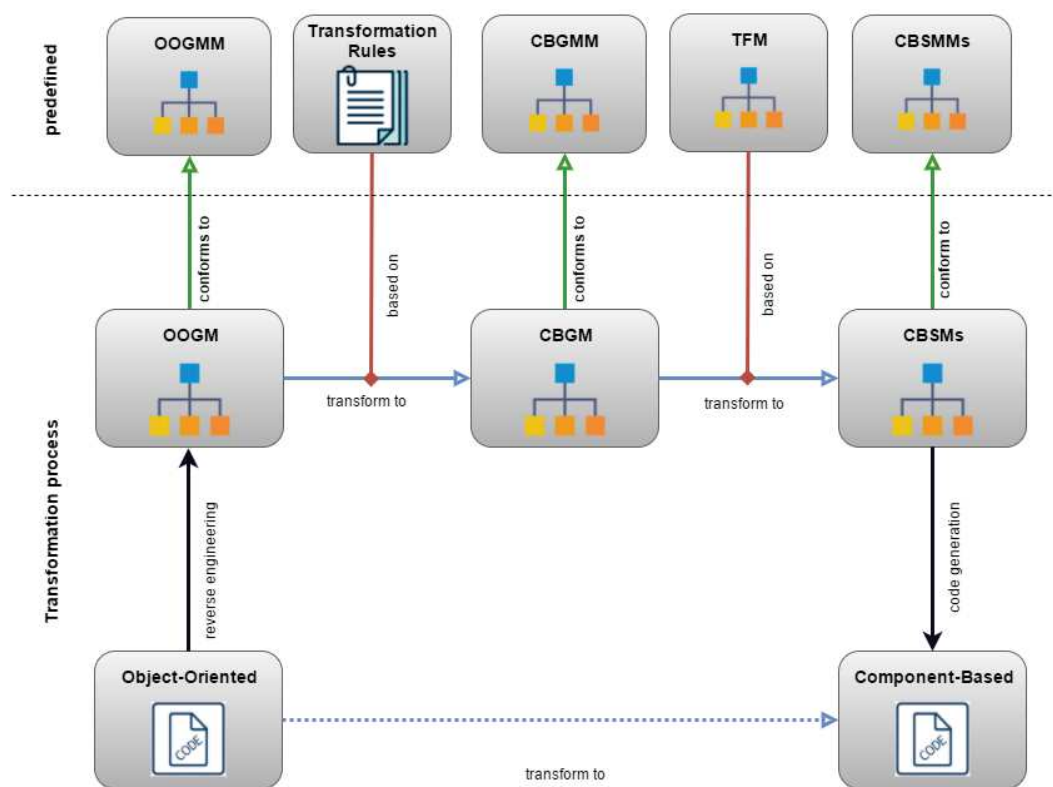 predefined
OOGMM
Transformation
Rules
CBGMM
TFM
CBSMMs
conforms to
based on
conforms to
based on
conform to
Transformation process
OOGM
transform to
CBGM
transform to
CBSMs
reverse engineering
code generation
Object-Oriented
CODE
transform to
Component-Based
CODE